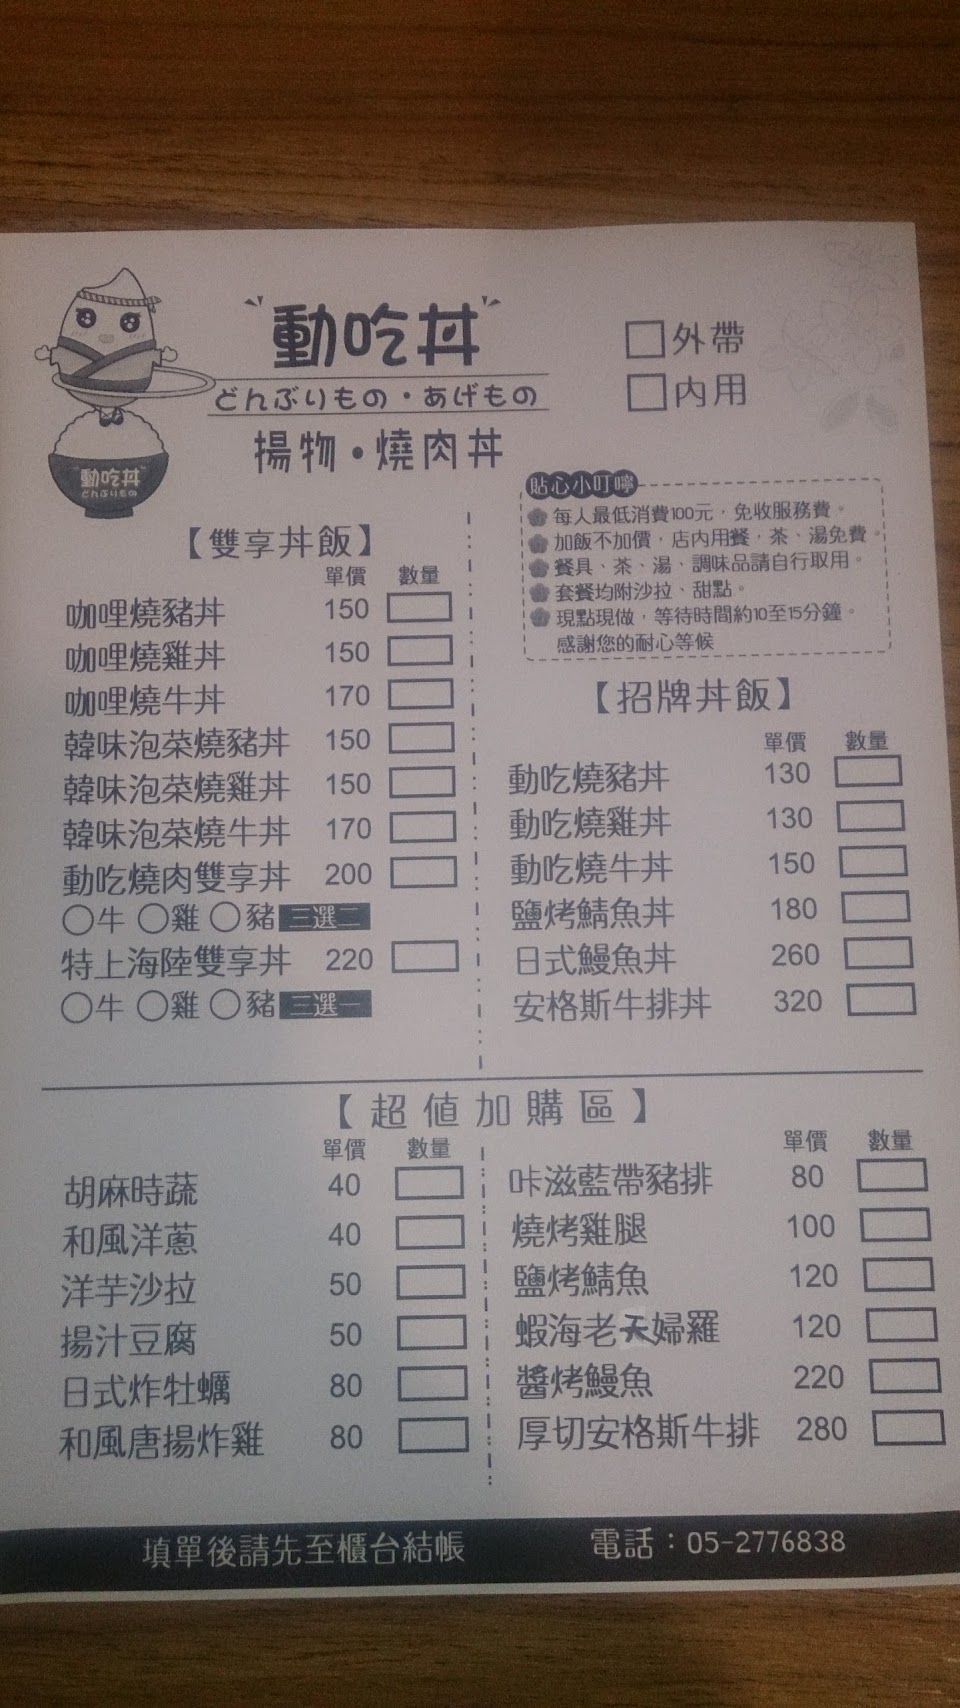 動吃丼
どんぶりもの・あげもの
揚物・燒肉丼
動吃丼
どんぶりもの
外帶
內用
貼心小叮嚀
每人最低消費100元，免收服務費。
加飯不加價，店內用餐，茶、湯免費。
餐具、茶、湯、調味品請自行取用。
套餐均附沙拉、甜點。
現點現做，等待時間約10至15分鐘。
感謝您的耐心等候
【雙享丼飯】
單價 數量
咖哩燒豬丼 150
咖哩燒雞丼 150
咖哩燒牛丼 170
韓味泡菜燒豬丼 150
韓味泡菜燒雞丼 150
韓味泡菜燒牛丼 170
動吃燒肉雙享丼 200
○牛 ○雞 ○豬 三選二
特上海陸雙享丼 220
○牛 ○雞 ○豬 三選一
【招牌丼飯】
單價 數量
動吃燒豬丼 130
動吃燒雞丼 130
動吃燒牛丼 150
鹽烤鯖魚丼 180
日式鰻魚丼 260
安格斯牛排丼 320
【超值加購區】
單價 數量
胡麻時蔬 40
和風洋蔥 40
洋芋沙拉 50
揚汁豆腐 50
日式炸牡蠣 80
和風唐揚炸雞 80
單價 數量
咔滋藍帶豬排 80
燒烤雞腿 100
鹽烤鯖魚 120
蝦海老天婦羅 120
醬烤鰻魚 220
厚切安格斯牛排 280
填單後請先至櫃台結帳
電話：05-2776838